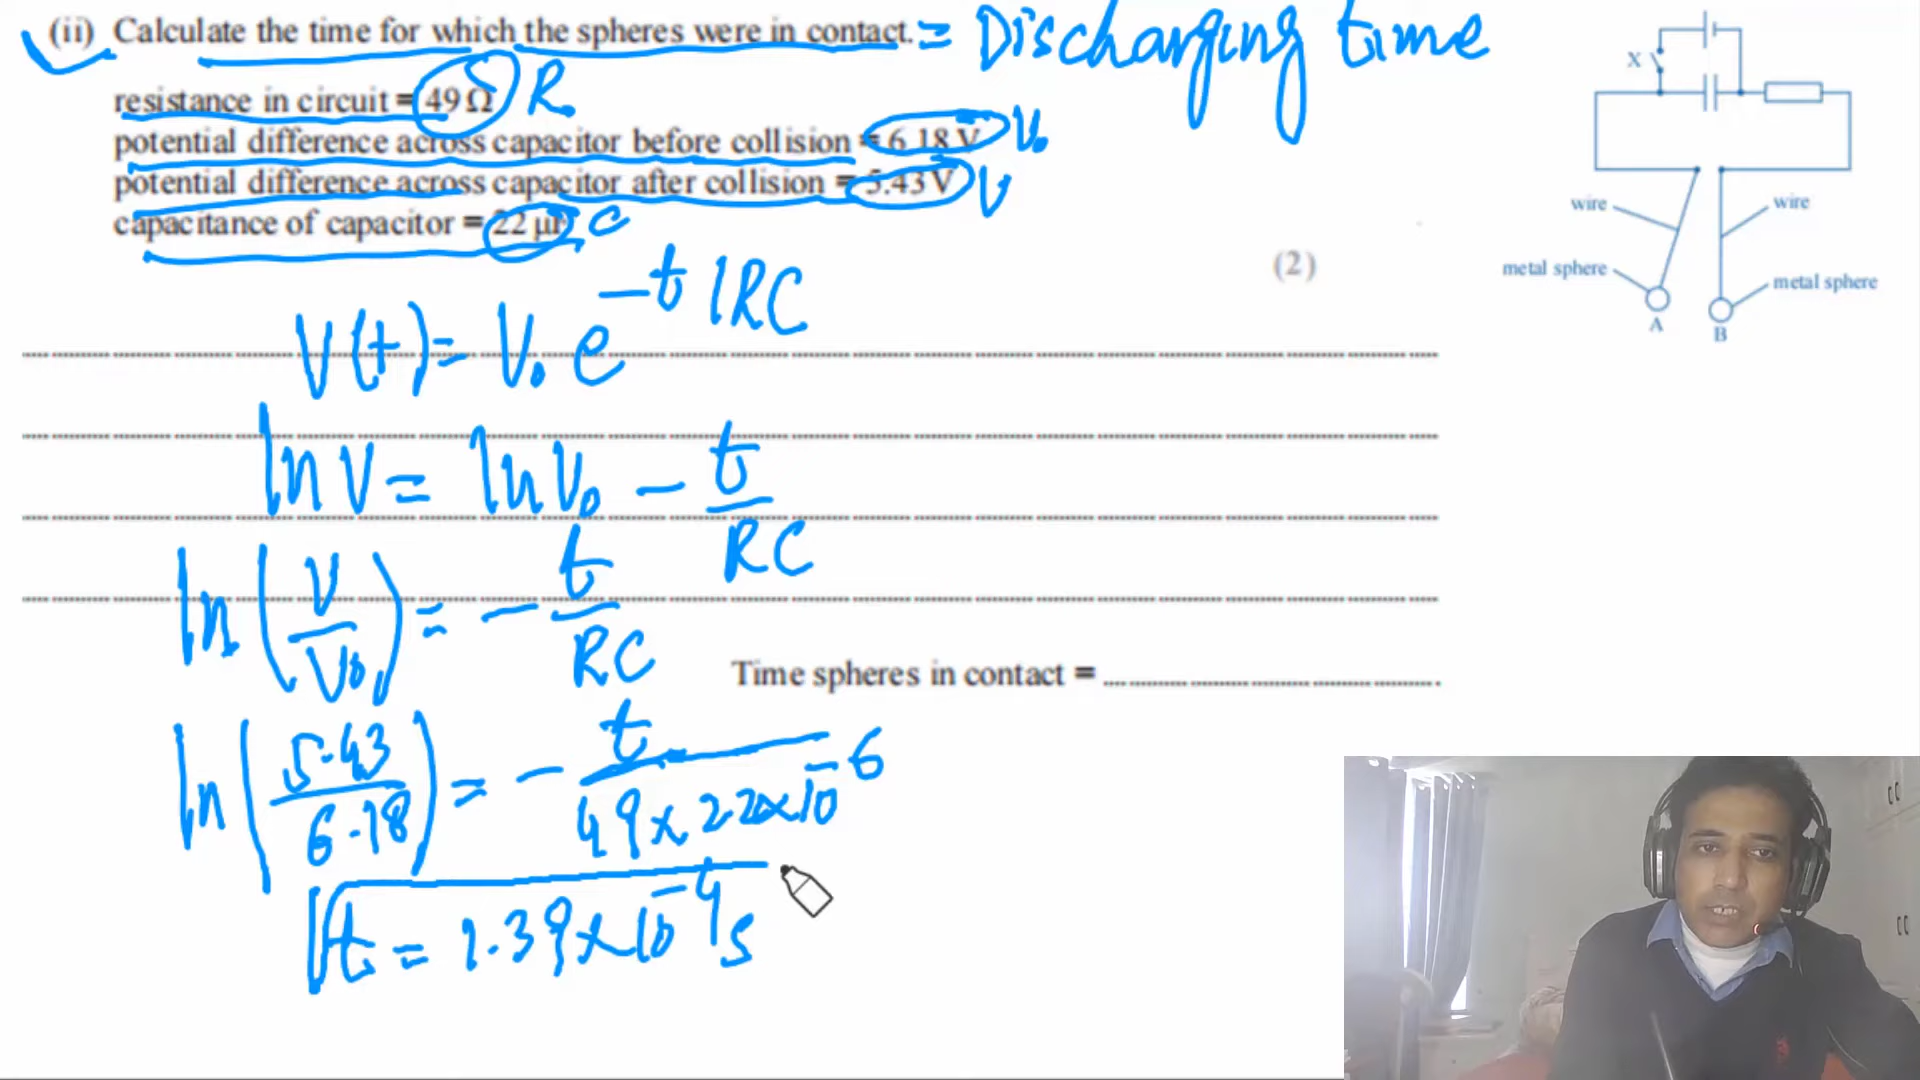 (ii) Calculate the time for which the spheres were in contact. = Discharging time
resistance in circuit = 49 Ω R
potential difference across capacitor before collision = 6.18 V V₀
potential difference across capacitor after collision = 5.43 V V
capacitance of capacitor = 22 μF C
(2)
X
wire
wire
metal sphere
metal sphere
A
B
V(t) = V₀ e^(-t/RC)
ln V = ln V₀ - t/RC
ln (V/V₀) = - t/RC
Time spheres in contact =
ln (5.43/6.18) = - t/(49 × 22 × 10^-6)
t = 1.39 × 10^-4 s